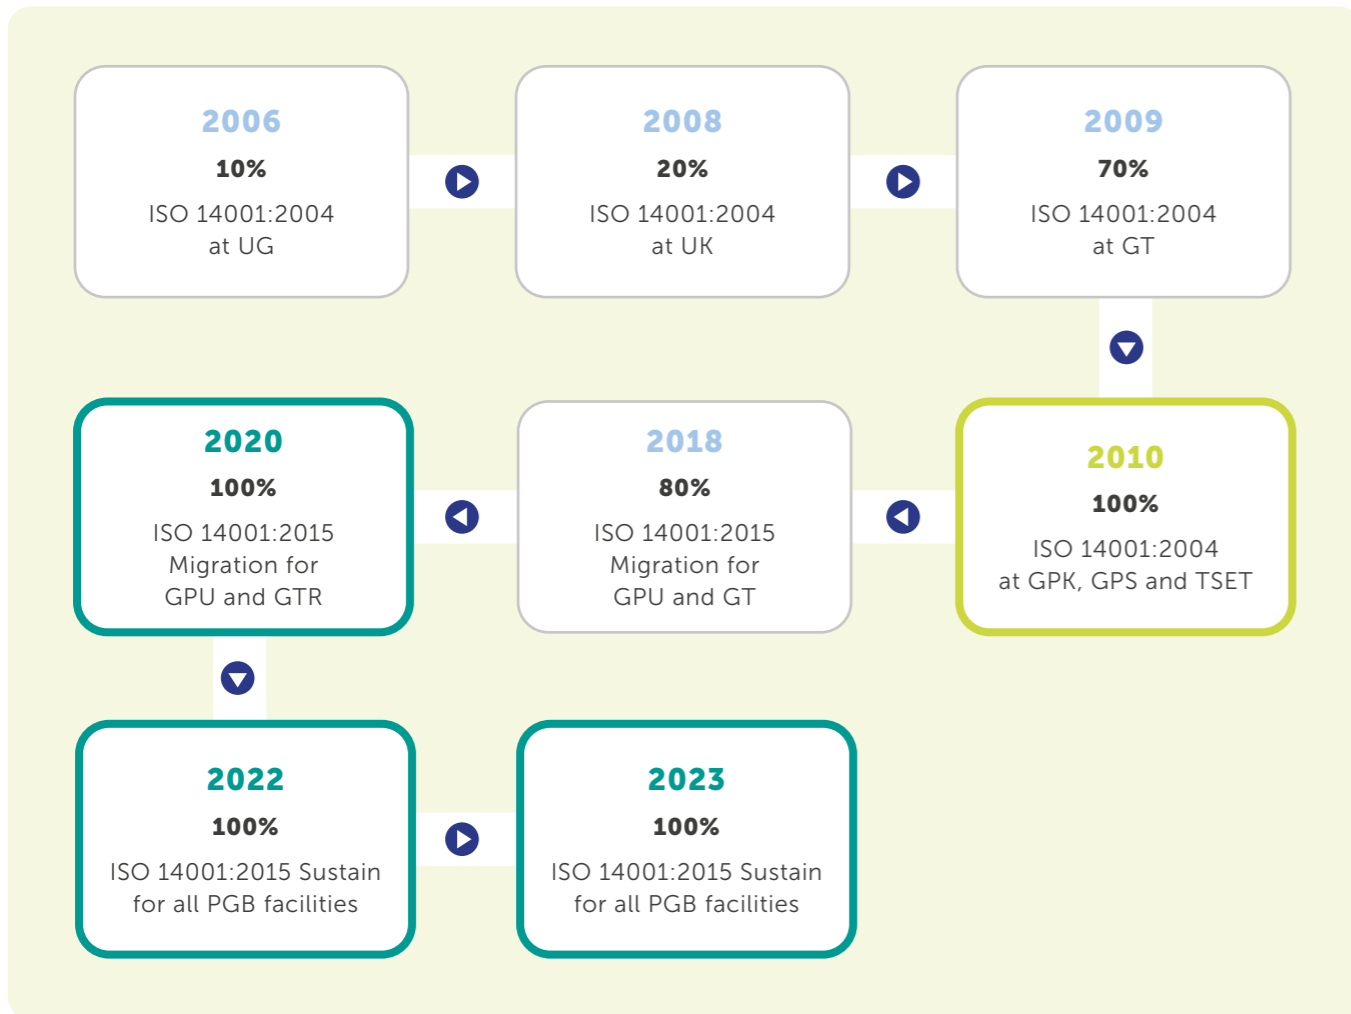 2006
10%
ISO 14001:2004
at UG
2008
20%
ISO 14001:2004
at UK
2009
70%
ISO 14001:2004
at GT
2010
100%
ISO 14001:2004
at GPK, GPS and TSET
2018
80%
ISO 14001:2015
Migration for
GPU and GT
2020
100%
ISO 14001:2015
Migration for
GPU and GTR
2022
100%
ISO 14001:2015 Sustain
for all PGB facilities
2023
100%
ISO 14001:2015 Sustain
for all PGB facilities